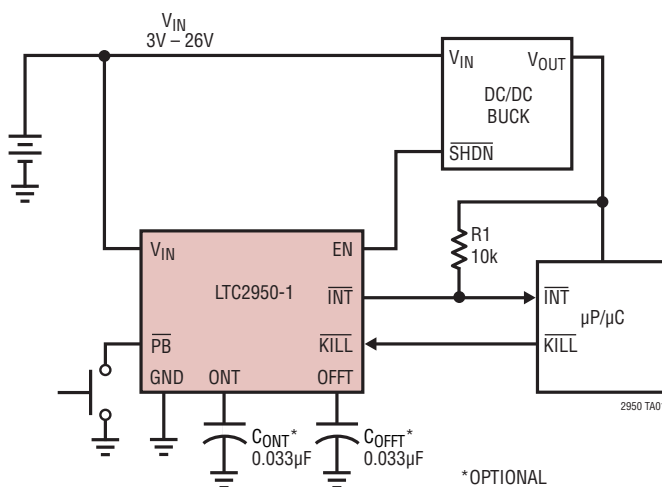 VIN
3V – 26V
VIN
VOUT
DC/DC
BUCK
SHDN
VIN
EN
R1
10k
LTC2950-1
INT
INT
µP/µC
PB
KILL
KILL
GND
ONT
OFFT
2950 TA01
CONT*
0.033µF
COFFT*
0.033µF
*OPTIONAL